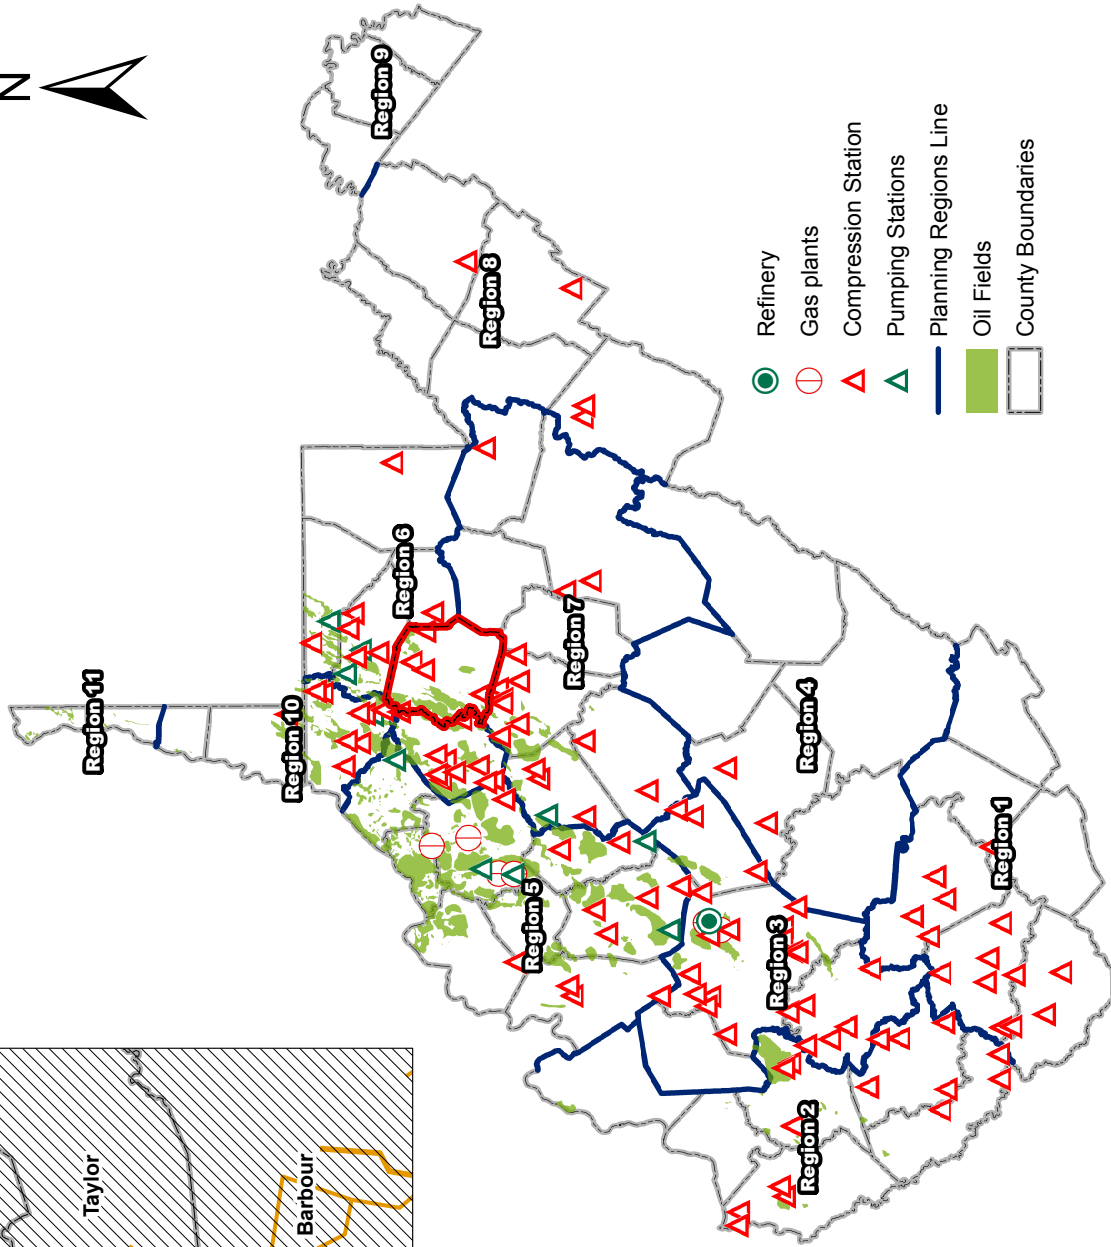 N
Region 9
Region 8
Region 6
Region 11
Region 10
Region 7
Region 5
Region 4
Region 3
Region 1
Region 2
Refinery
Gas plants
Compression Station
Pumping Stations
Planning Regions Line
Oil Fields
County Boundaries
Taylor
Barbour